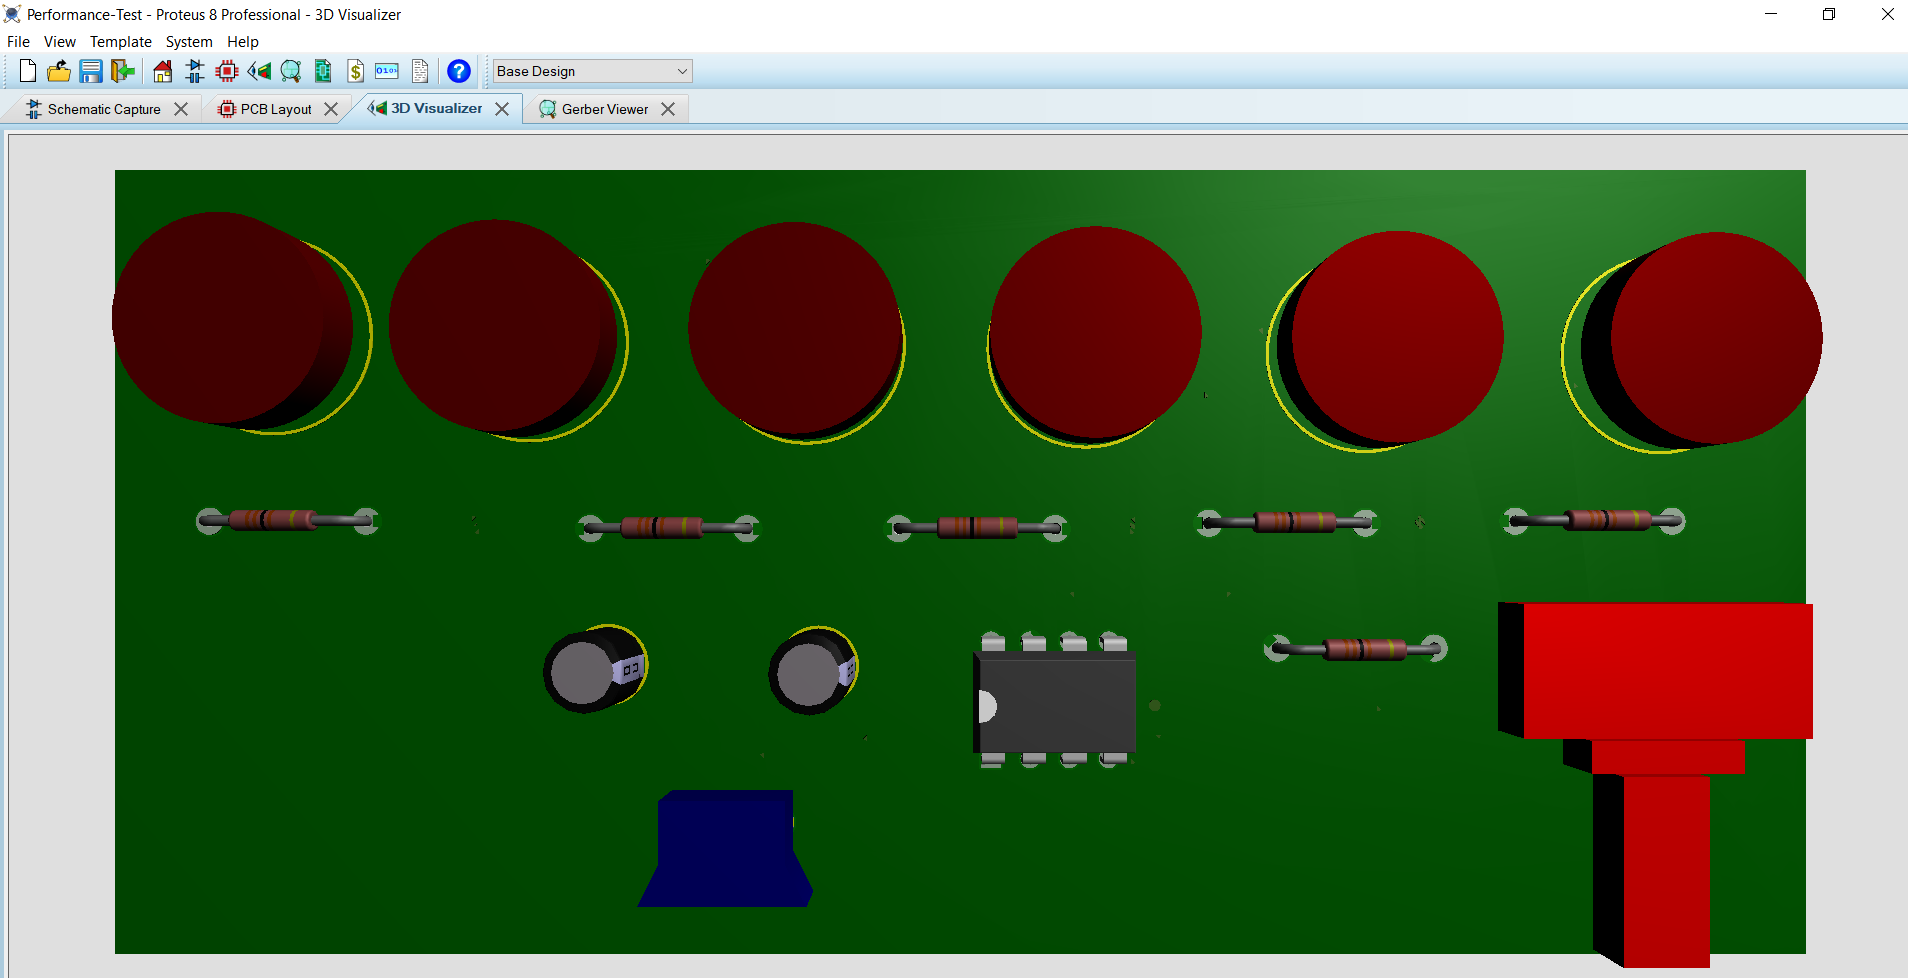 Performance-Test - Proteus 8 Professional - 3D Visualizer
File View Template System Help
Base Design
Schematic Capture
PCB Layout
3D Visualizer
Gerber Viewer